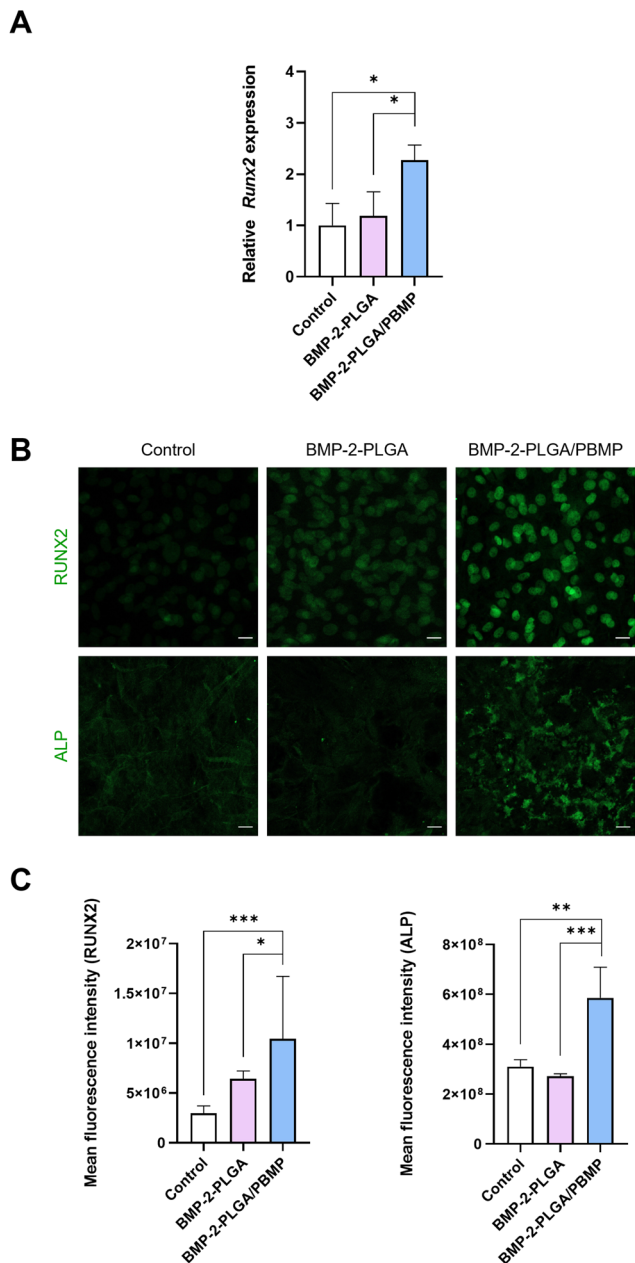 A
Relative Runx2 expression
4
3
2
1
0
*
*
Control
BMP-2-PLGA
BMP-2-PLGA/PBMP
B
Control
BMP-2-PLGA
BMP-2-PLGA/PBMP
RUNX2
ALP
C
Mean fluorescence intensity (RUNX2)
2×10⁷
1.5×10⁷
1×10⁷
5×10⁶
0
***
*
Control
BMP-2-PLGA
BMP-2-PLGA/PBMP
Mean fluorescence intensity (ALP)
8×10⁸
6×10⁸
4×10⁸
2×10⁸
0
**
***
Control
BMP-2-PLGA
BMP-2-PLGA/PBMP